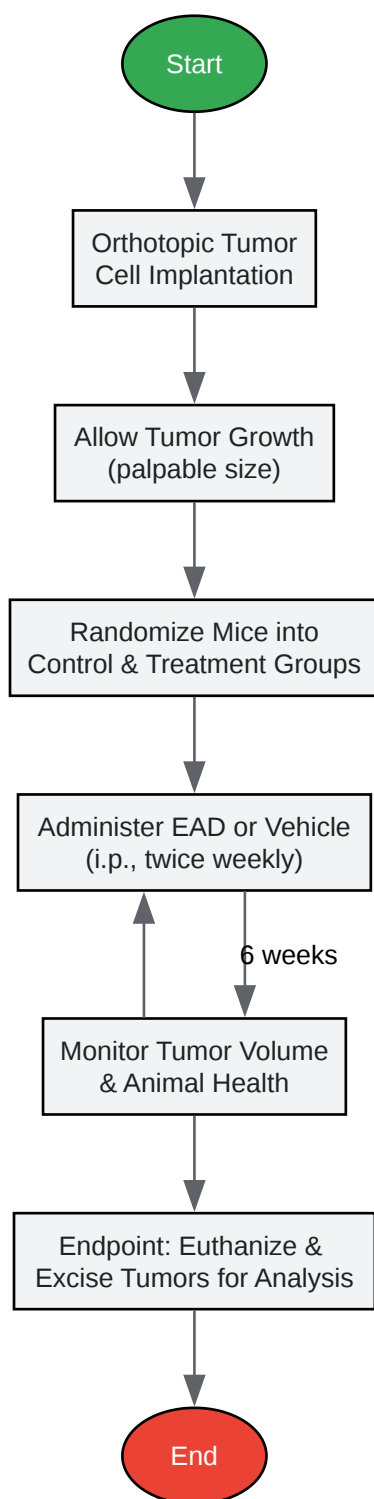 Start
Orthotopic Tumor
Cell Implantation
Allow Tumor Growth
(palpable size)
Randomize Mice into
Control & Treatment Groups
Administer EAD or Vehicle
(i.p., twice weekly)
6 weeks
Monitor Tumor Volume
& Animal Health
Endpoint: Euthanize &
Excise Tumors for Analysis
End